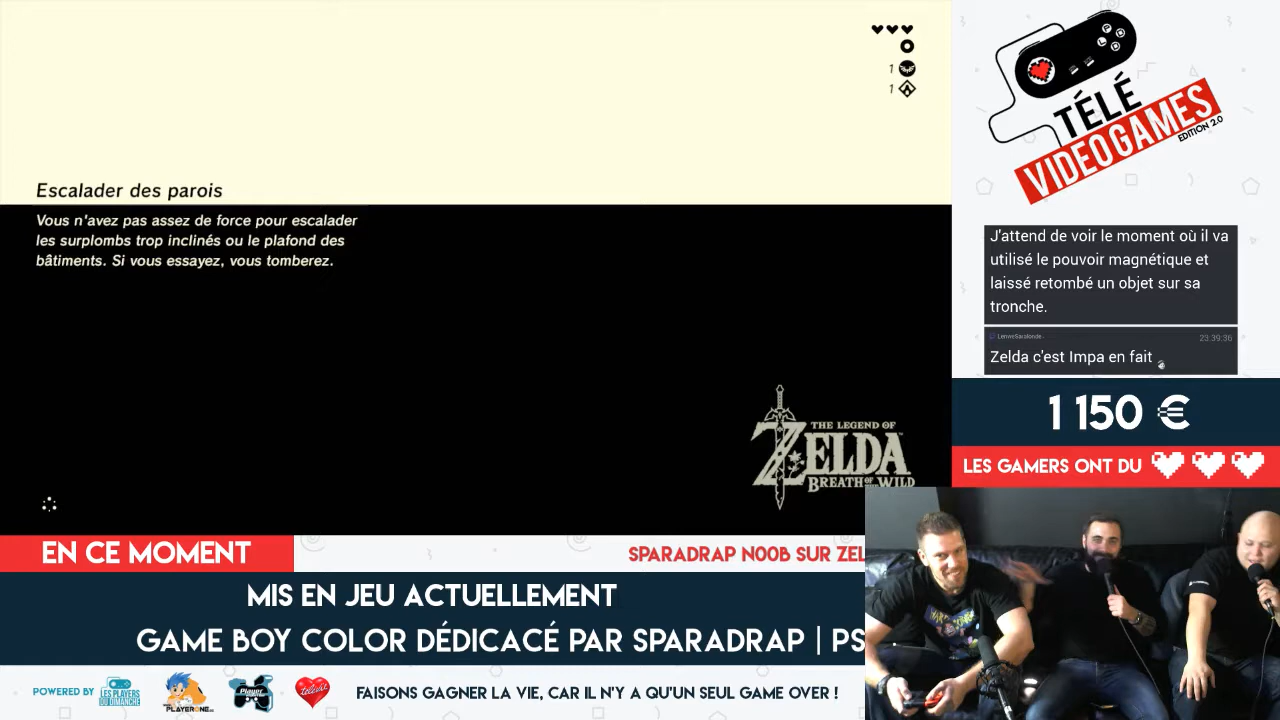 1
1
Escalader des parois
Vous n'avez pas assez de force pour escalader
les surplombs trop inclinés ou le plafond des
bâtiments. Si vous essayez, vous tomberez.
THE LEGEND OF
ZELDA
BREATH OF THE WILD
TÉLÉ
VIDEOGAMES
EDITION 2.0
J'attend de voir le moment où il va
utilisé le pouvoir magnétique et
laissé retombé un objet sur sa
tronche.
23:39:36
Zelda c'est Impa en fait
1 150 €
LES GAMERS ONT DU
EN CE MOMENT
SPARADRAP N00B SUR ZEL
MIS EN JEU ACTUELLEMENT
GAME BOY COLOR DÉDICACÉ PAR SPARADRAP | PS
POWERED BY
LES PLAYERS
DU DIMANCHE
PLAYERONE
FAISONS GAGNER LA VIE, CAR IL N'Y A QU'UN SEUL GAME OVER !